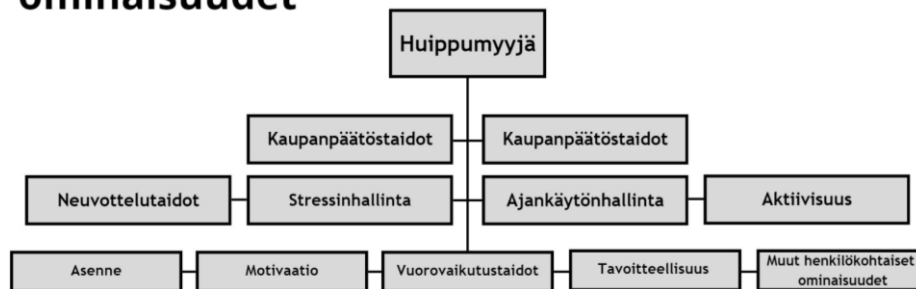 ominaisuudet
Huippumyyjä
Kaupanpäätöstaidot Kaupanpäätöstaidot
Neuvottelutaidot Stressinhallinta Ajankäytönhallinta Aktiivisuus
Asenne Motivaatio Vuorovaikutustaidot Tavoitteellisuus Muut henkilökohtaiset
ominaisuudet